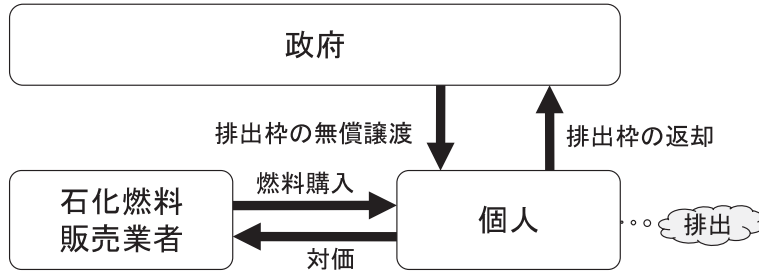 政府
排出枠の無償譲渡
排出枠の返却
石化燃料
販売業者
燃料購入
対価
個人
排出